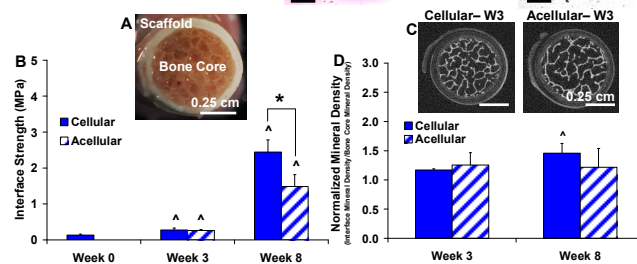 A Scaffold
Bone Core
0.25 cm
B
Interface Strength (MPa)
5
4
3
2
1
0
Cellular
Acellular
*
^
^
^ ^
Week 0 Week 3 Week 8
C
Cellular– W3 Acellular– W3
0.25 cm
D
Normalized Mineral Density
(Interface Mineral Density/Bone Core Mineral Density)
3.0
2.5
2.0
1.5
1.0
0.5
0.0
Cellular
Acellular
^
Week 3 Week 8